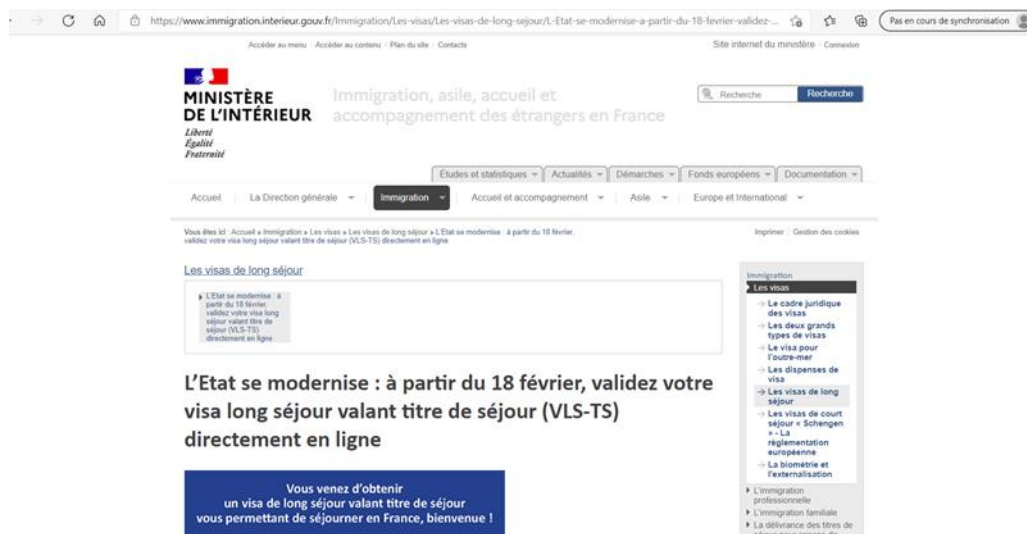 https://www.immigration.interieur.gouv.fr/Immigration/Les-visas/Les-visas-de-long-sejour/L-Etat-se-modernise-a-partir-du-18-fevrier-validez-...
Pas en cours de synchronisation
Accéder au menu Accéder au contenu Plan du site Contacts
Site internet du ministère Connexion
MINISTÈRE
DE L'INTÉRIEUR
Liberté
Égalité
Fraternité
Immigration, asile, accueil et
accompagnement des étrangers en France
Recherche
Recherche
Études et statistiques
Actualités
Démarches
Fonds européens
Documentation
Accueil
La Direction générale
Immigration
Accueil et accompagnement
Asile
Europe et International
Vous êtes ici : Accueil » Immigration » Les visas » Les visas de long séjour » L'Etat se modernise : à partir du 18 février,
validez votre visa long séjour valant titre de séjour (VLS-TS) directement en ligne
Imprimer Gestion des cookies
Les visas de long séjour
L'Etat se modernise : à
partir du 18 février,
validez votre visa long
séjour valant titre de
séjour (VLS-TS)
directement en ligne
L'Etat se modernise : à partir du 18 février, validez votre
visa long séjour valant titre de séjour (VLS-TS)
directement en ligne
Vous venez d'obtenir
un visa de long séjour valant titre de séjour
vous permettant de séjourner en France, bienvenue !
Immigration
Les visas
Le cadre juridique
des visas
Les deux grands
types de visas
Le visa pour
l'outre-mer
Les dispenses de
visa
Les visas de long
séjour
Les visas de court
séjour « Schengen
» - La
réglementation
européenne
La biométrie et
l'externalisation
L'immigration
professionnelle
L'immigration familiale
La délivrance des titres de